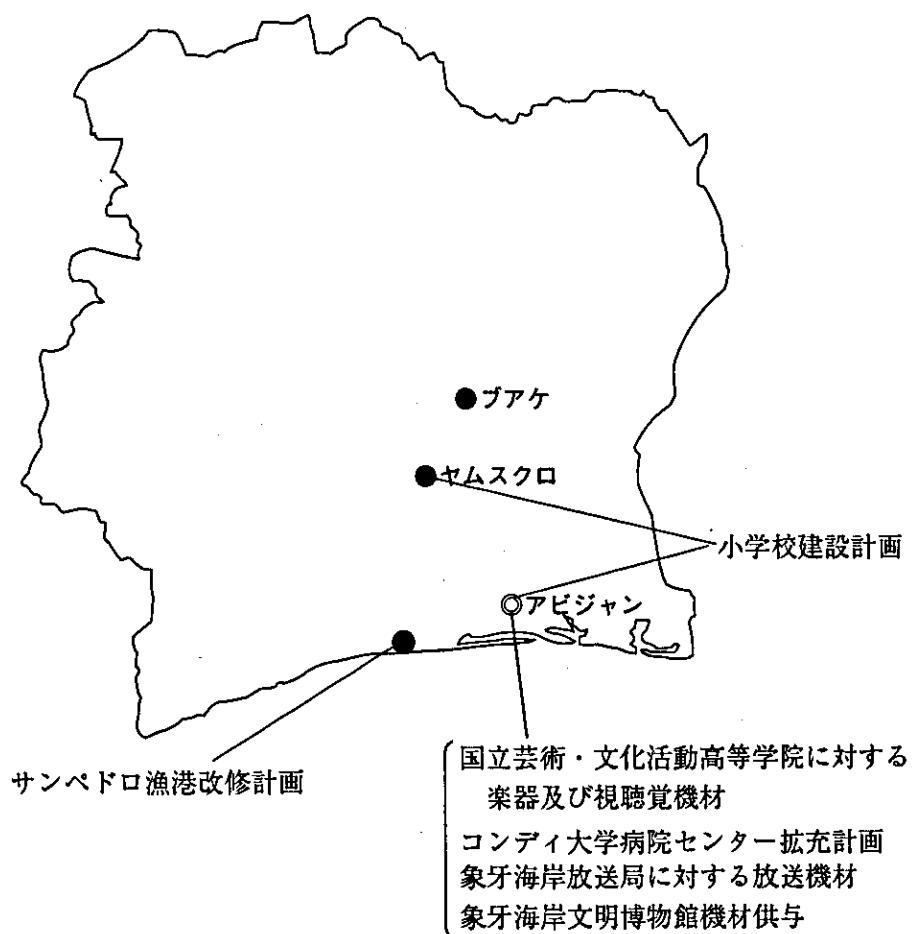 ブアケ
ヤムスクロ
小学校建設計画
アビジャン
サンペドロ漁港改修計画
国立芸術・文化活動高等学院に対する
楽器及び視聴覚機材
コンディ大学病院センター拡充計画
象牙海岸放送局に対する放送機材
象牙海岸文明博物館機材供与